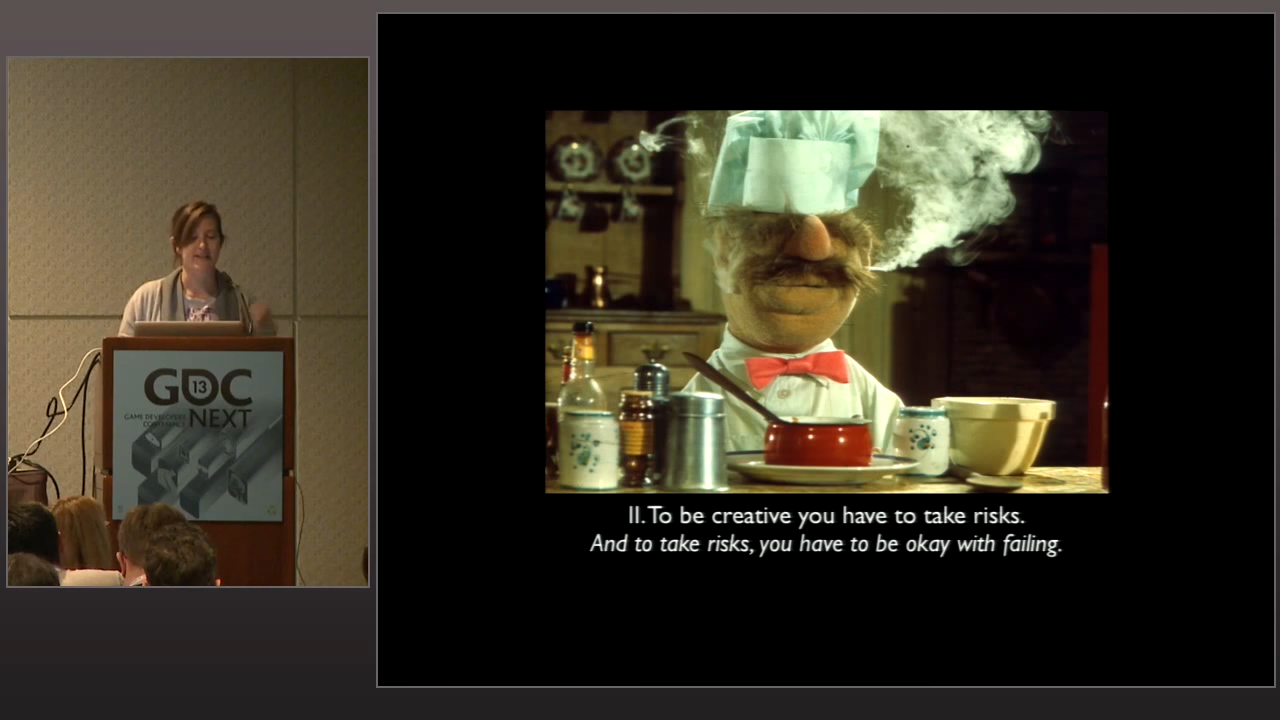 GDC
13
NEXT
GAME DEVELOPERS
CONFERENCE
II. To be creative you have to take risks.
And to take risks, you have to be okay with failing.